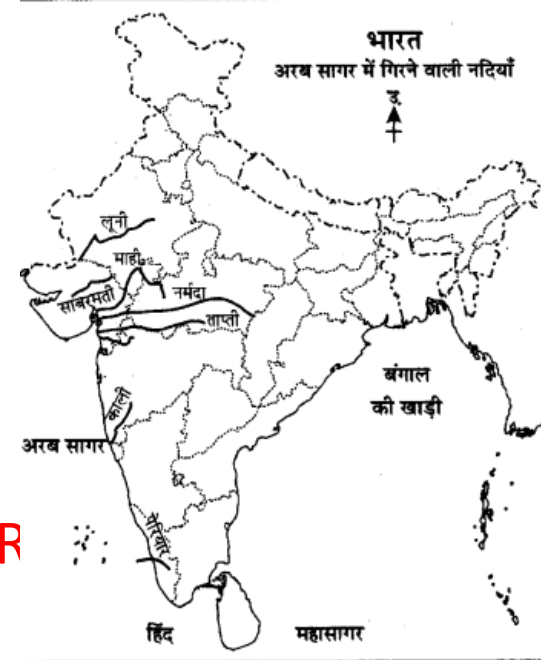 भारत
अरब सागर में गिरने वाली नदियाँ
उ.
लूनी
माही
साबरमती
नर्मदा
ताप्ती
काली
बंगाल
की खाड़ी
अरब सागर
R
पेरियार
हिंद
महासागर